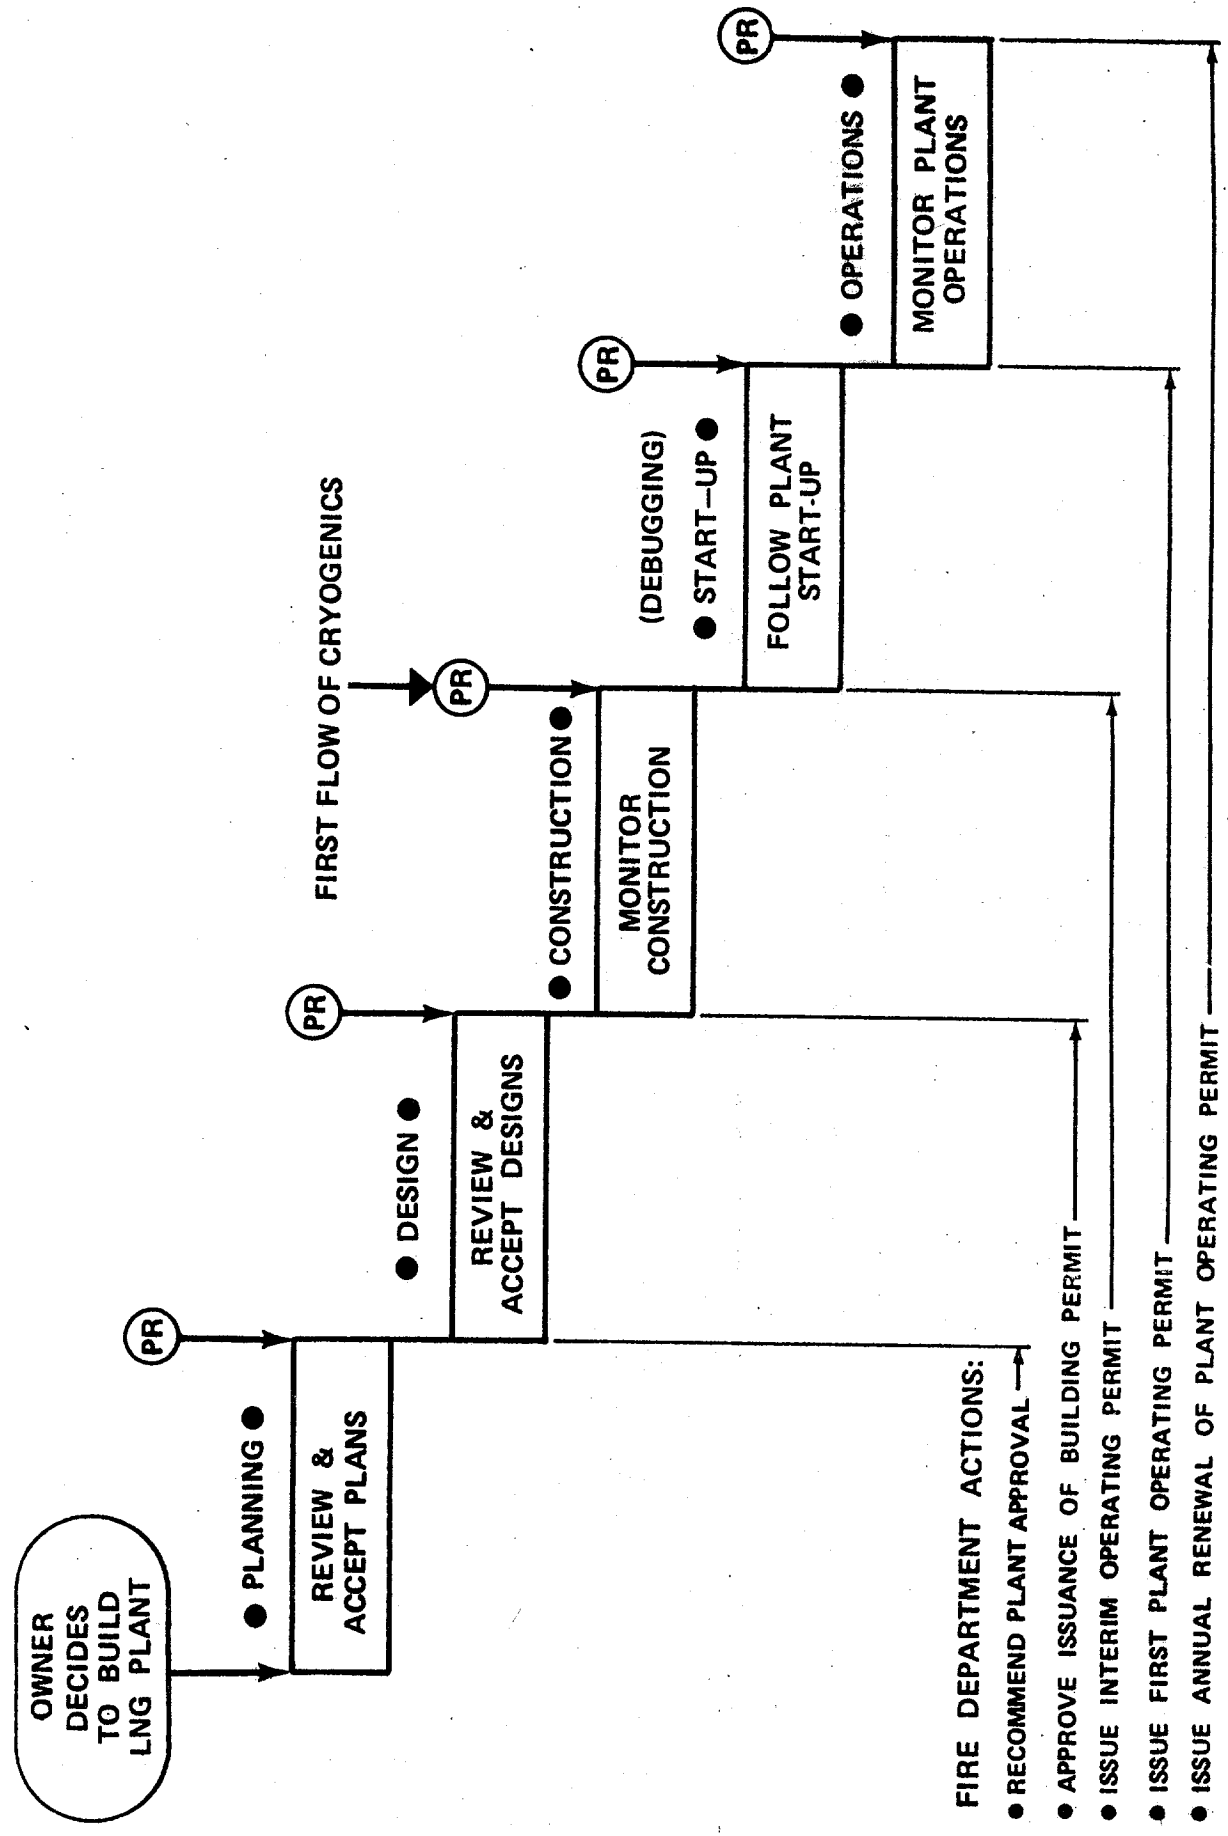 OWNER
DECIDES
TO BUILD
LNG PLANT
● PLANNING ●
REVIEW &
ACCEPT PLANS
PR
● DESIGN ●
REVIEW &
ACCEPT DESIGNS
PR
● CONSTRUCTION ●
MONITOR
CONSTRUCTION
FIRST FLOW OF CRYOGENICS
PR
(DEBUGGING)
● START–UP ●
FOLLOW PLANT
START-UP
PR
● OPERATIONS ●
MONITOR PLANT
OPERATIONS
PR
FIRE DEPARTMENT ACTIONS:
● RECOMMEND PLANT APPROVAL
● APPROVE ISSUANCE OF BUILDING PERMIT
● ISSUE INTERIM OPERATING PERMIT
● ISSUE FIRST PLANT OPERATING PERMIT
● ISSUE ANNUAL RENEWAL OF PLANT OPERATING PERMIT